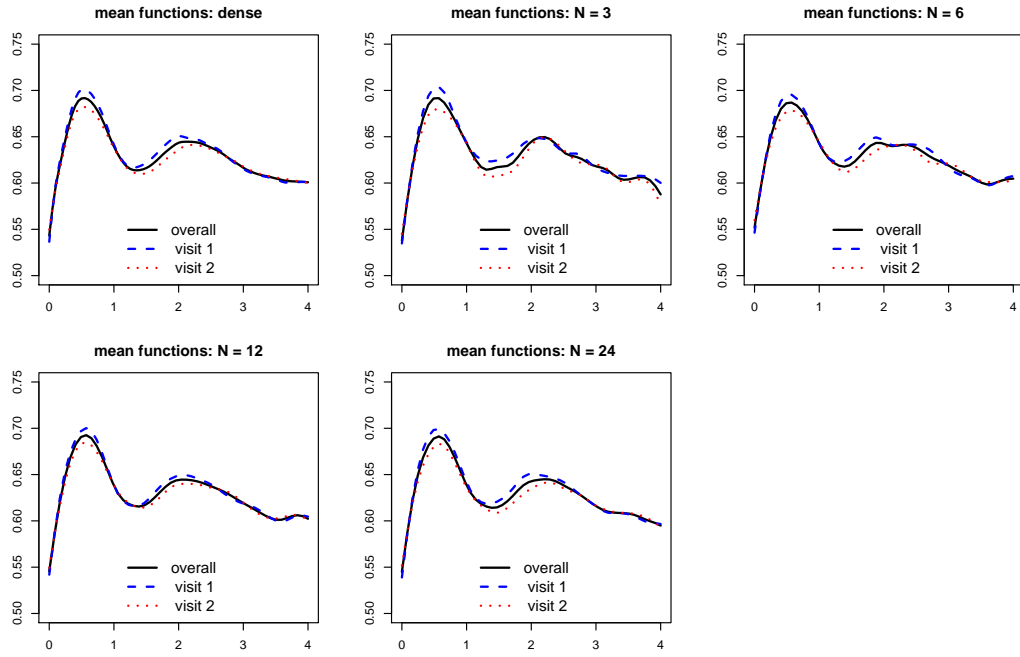 mean functions: dense
0.50 0.55 0.60 0.65 0.70 0.75
overall
visit 1
visit 2
0 1 2 3 4
mean functions: N = 3
0.50 0.55 0.60 0.65 0.70 0.75
overall
visit 1
visit 2
0 1 2 3 4
mean functions: N = 6
0.50 0.55 0.60 0.65 0.70 0.75
overall
visit 1
visit 2
0 1 2 3 4
mean functions: N = 12
0.50 0.55 0.60 0.65 0.70 0.75
overall
visit 1
visit 2
0 1 2 3 4
mean functions: N = 24
0.50 0.55 0.60 0.65 0.70 0.75
overall
visit 1
visit 2
0 1 2 3 4